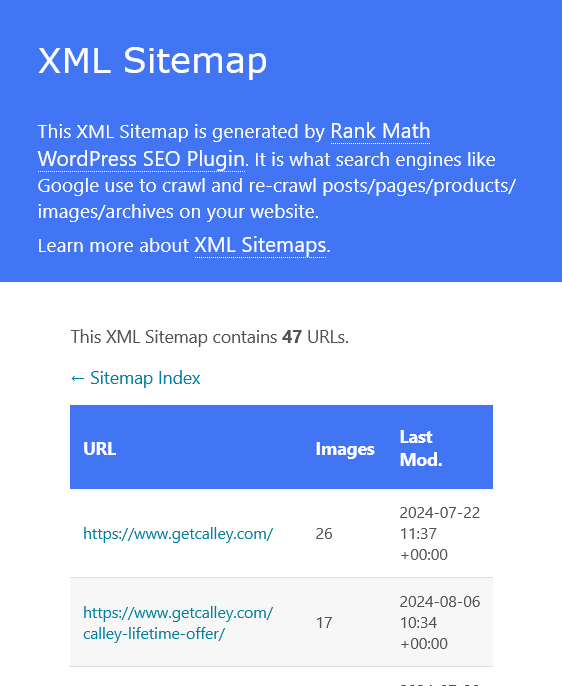 XML Sitemap
This XML Sitemap is generated by Rank Math
WordPress SEO Plugin. It is what search engines like
Google use to crawl and re-crawl posts/pages/products/
images/archives on your website.
Learn more about XML Sitemaps.
This XML Sitemap contains 47 URLs.
← Sitemap Index
URL Images Last
Mod.
https://www.getcalley.com/ 26 2024-07-22
11:37
+00:00
https://www.getcalley.com/
calley-lifetime-offer/ 17 2024-08-06
10:34
+00:00